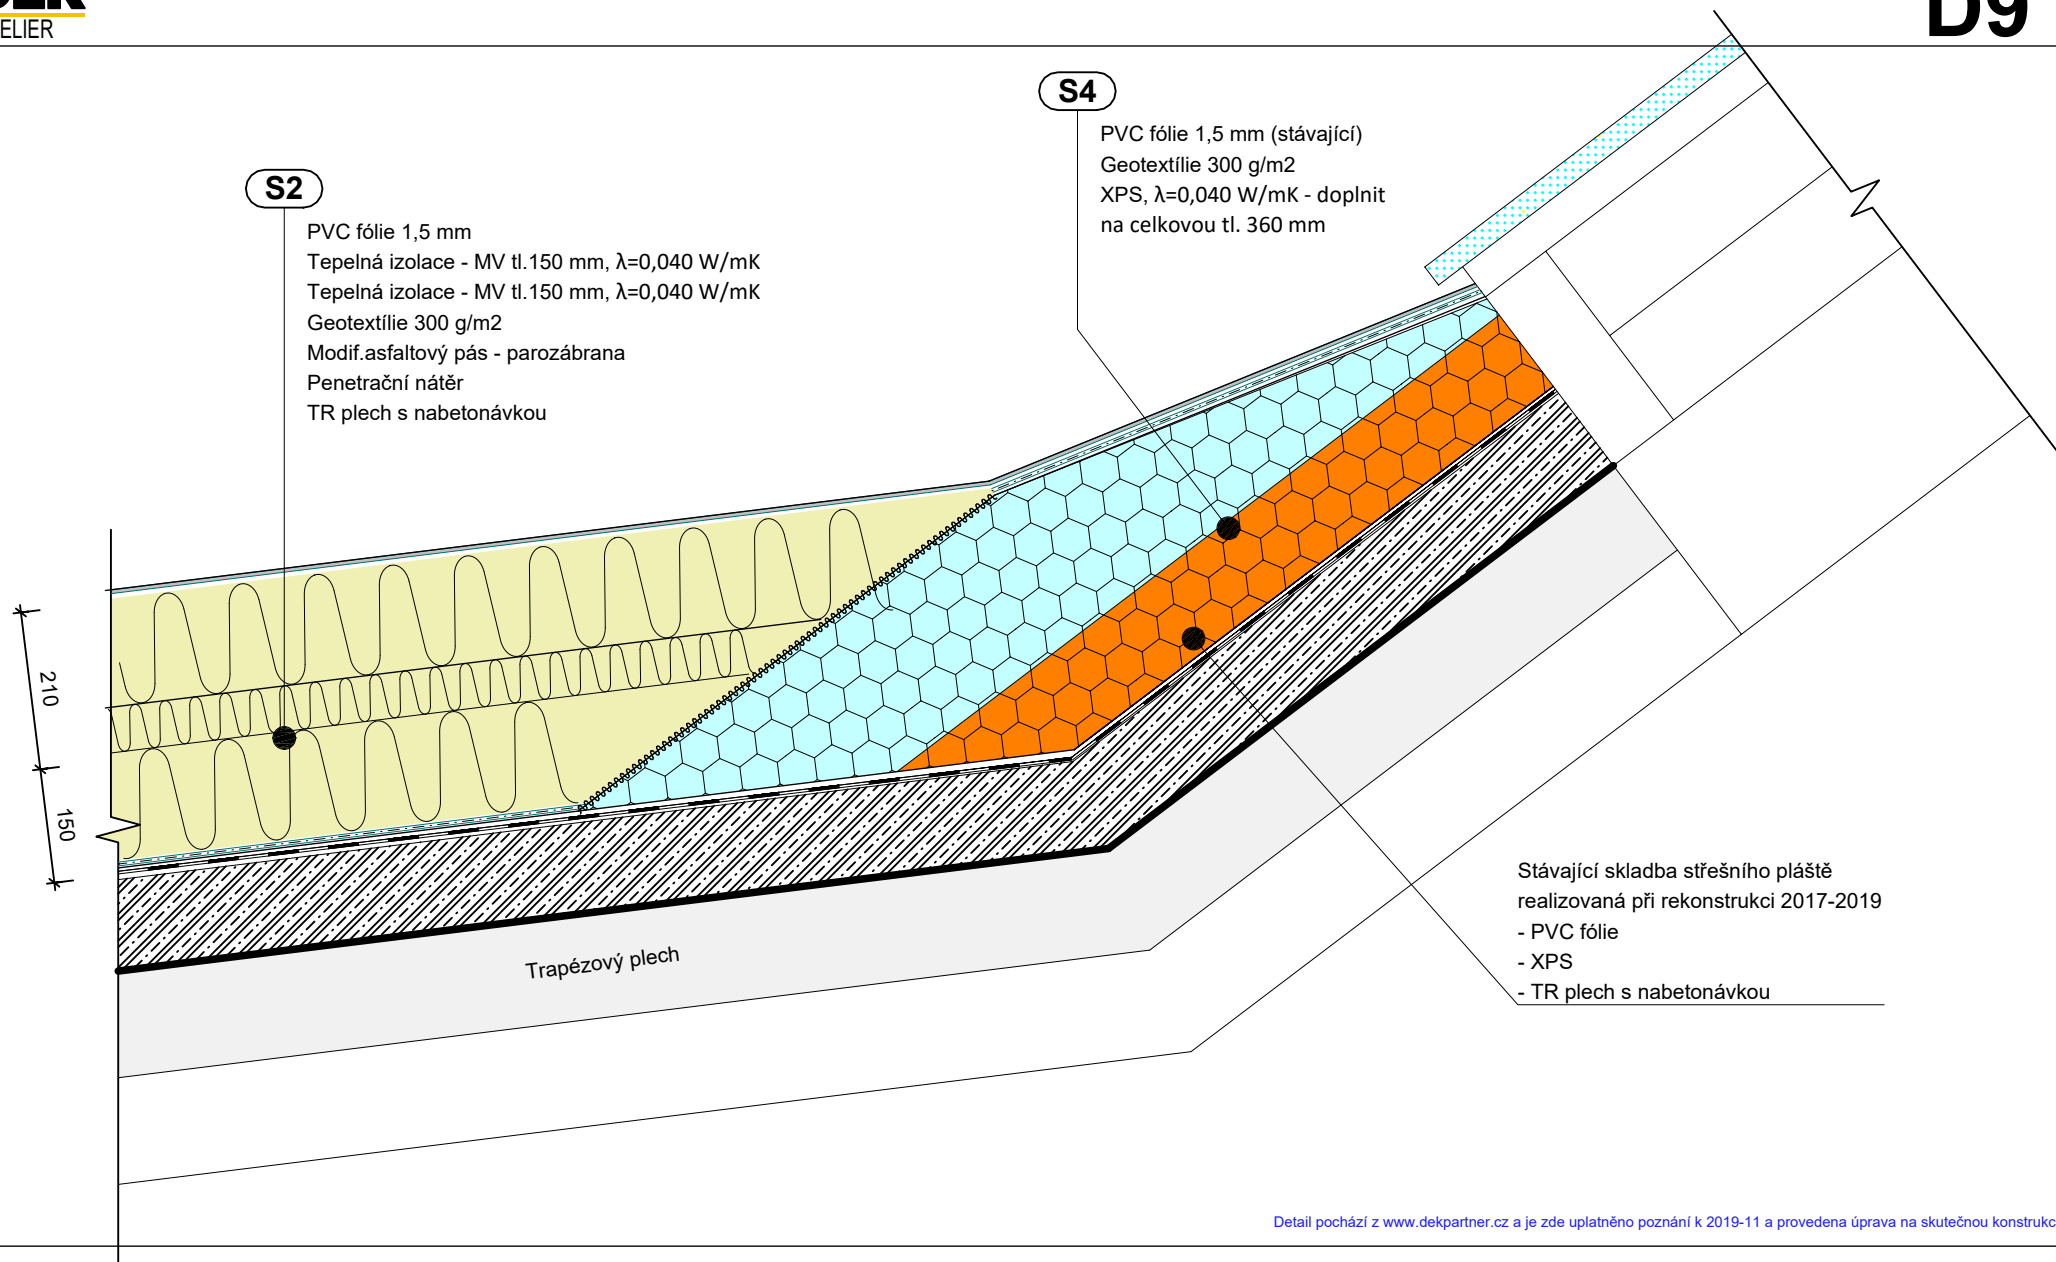 ELIER
D9
S4
PVC fólie 1,5 mm (stávající)
Geotextílie 300 g/m2
XPS, λ=0,040 W/mK - doplnit
na celkovou tl. 360 mm
S2
PVC fólie 1,5 mm
Tepelná izolace - MV tl.150 mm, λ=0,040 W/mK
Tepelná izolace - MV tl.150 mm, λ=0,040 W/mK
Geotextílie 300 g/m2
Modif.asfaltový pás - parozábrana
Penetrační nátěr
TR plech s nabetonávkou
210
150
Trapézový plech
Stávající skladba střešního pláště
realizovaná při rekonstrukci 2017-2019
- PVC fólie
- XPS
- TR plech s nabetonávkou
Detail pochází z www.dekpartner.cz a je zde uplatněno poznání k 2019-11 a provedena úprava na skutečnou konstrukc